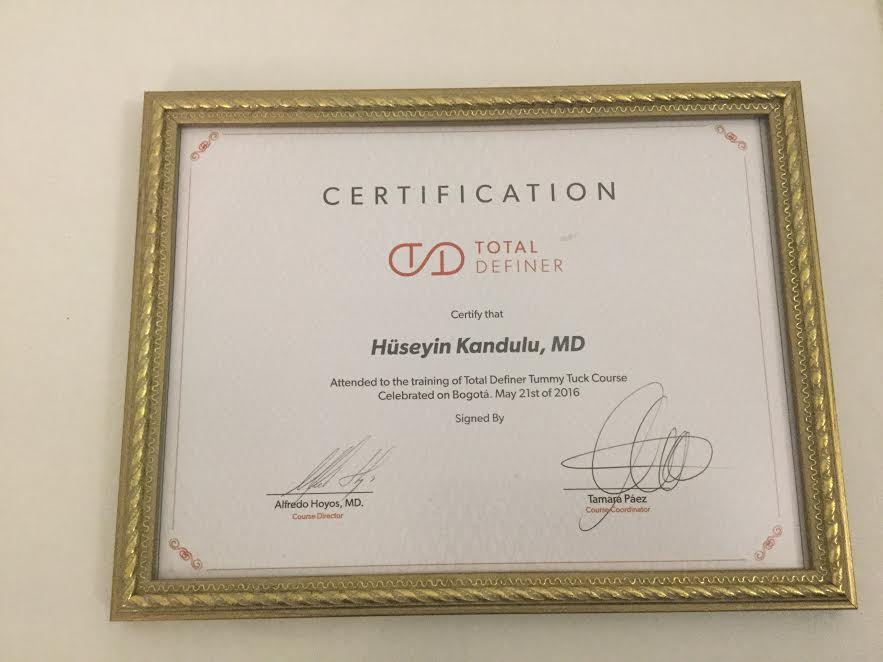 CERTIFICATION
TOTAL
DEFINER
Certify that
Hüseyin Kandulu, MD
Attended to the training of Total Definer Tummy Tuck Course
Celebrated on Bogotá. May 21st of 2016
Signed By
Alfredo Hoyos, MD.
Course Director
Tamara Páez
Course Coordinator